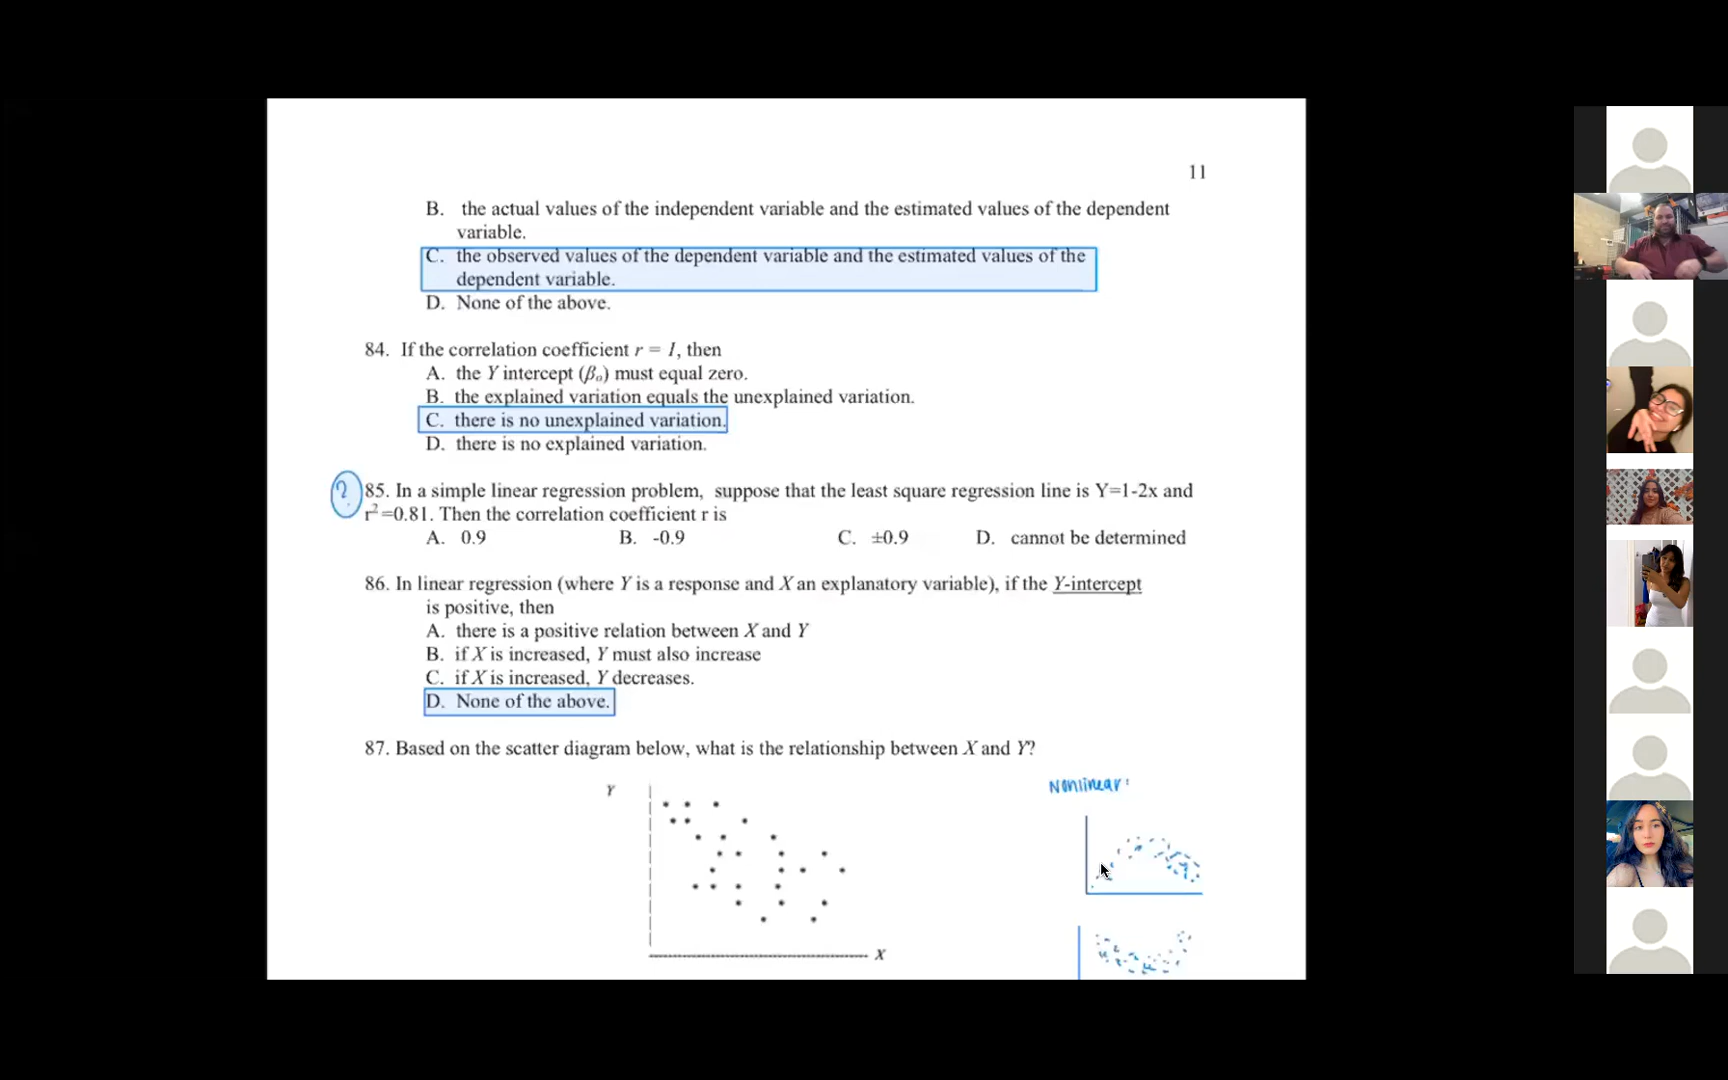 11
B. the actual values of the independent variable and the estimated values of the dependent
variable.
C. the observed values of the dependent variable and the estimated values of the
dependent variable.
D. None of the above.
84. If the correlation coefficient r = 1, then
A. the Y intercept (βₒ) must equal zero.
B. the explained variation equals the unexplained variation.
C. there is no unexplained variation.
D. there is no explained variation.
? 85. In a simple linear regression problem, suppose that the least square regression line is Y=1-2x and
r²=0.81. Then the correlation coefficient r is
A. 0.9 B. -0.9 C. ±0.9 D. cannot be determined
86. In linear regression (where Y is a response and X an explanatory variable), if the Y-intercept
is positive, then
A. there is a positive relation between X and Y
B. if X is increased, Y must also increase
C. if X is increased, Y decreases.
D. None of the above.
87. Based on the scatter diagram below, what is the relationship between X and Y?
Y
Nonlinear:
X